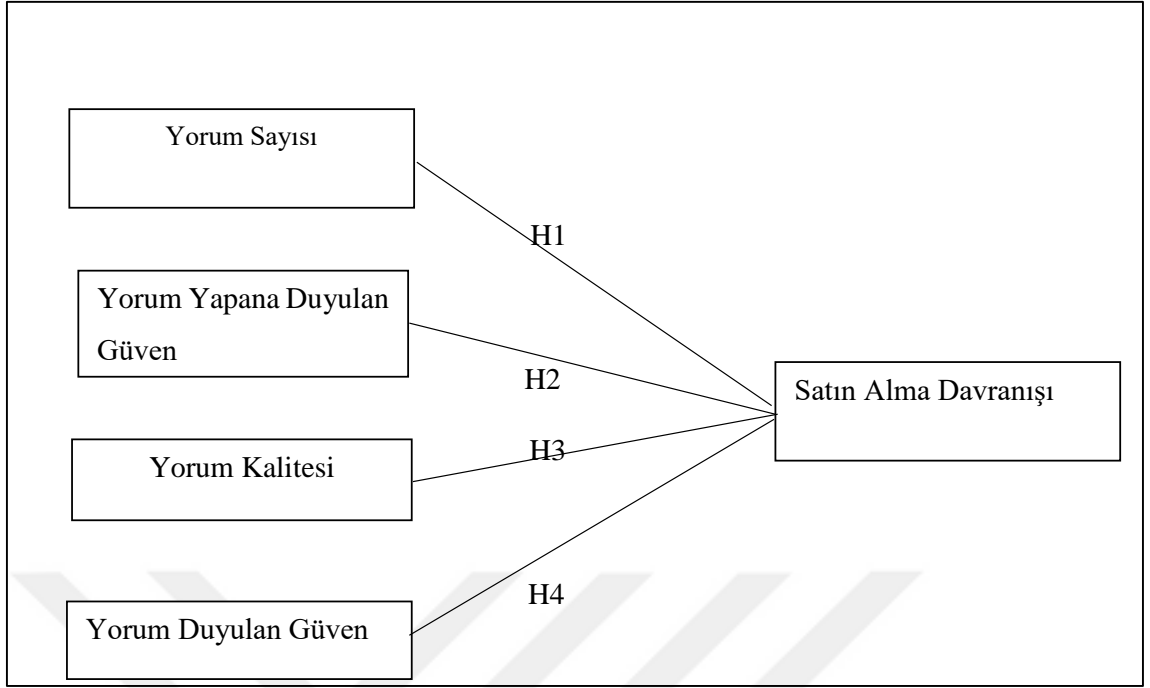 Yorum Sayısı
H1
Yorum Yapana Duyulan
Güven
H2
Satın Alma Davranışı
Yorum Kalitesi
H3
H4
Yorum Duyulan Güven